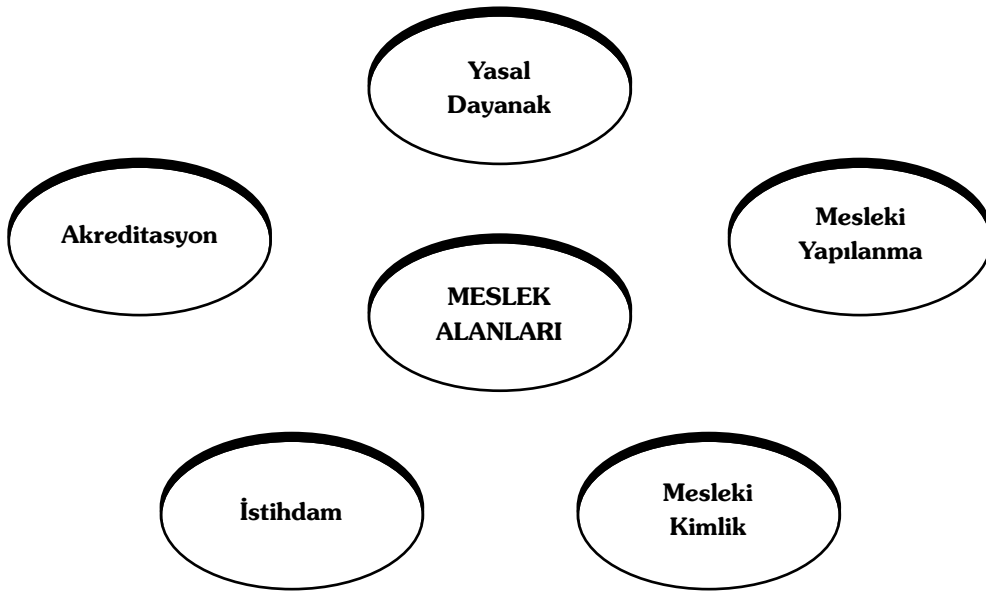 Yasal
Dayanak
Akreditasyon
Mesleki
Yapılanma
MESLEK
ALANLARI
İstihdam
Mesleki
Kimlik